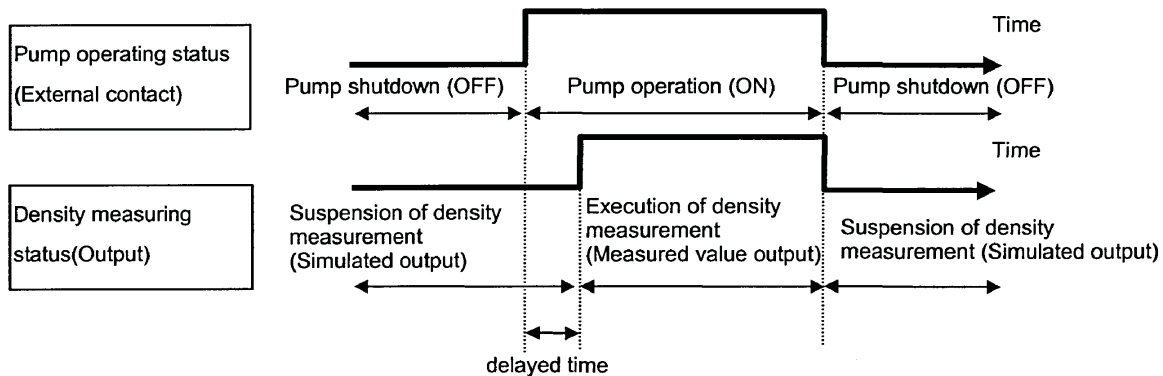 Pump operating status
(External contact)
Time
Pump shutdown (OFF)
Pump operation (ON)
Pump shutdown (OFF)
Density measuring
status(Output)
Time
Suspension of density
measurement
(Simulated output)
Execution of density
measurement
(Measured value output)
Suspension of density
measurement (Simulated output)
delayed time